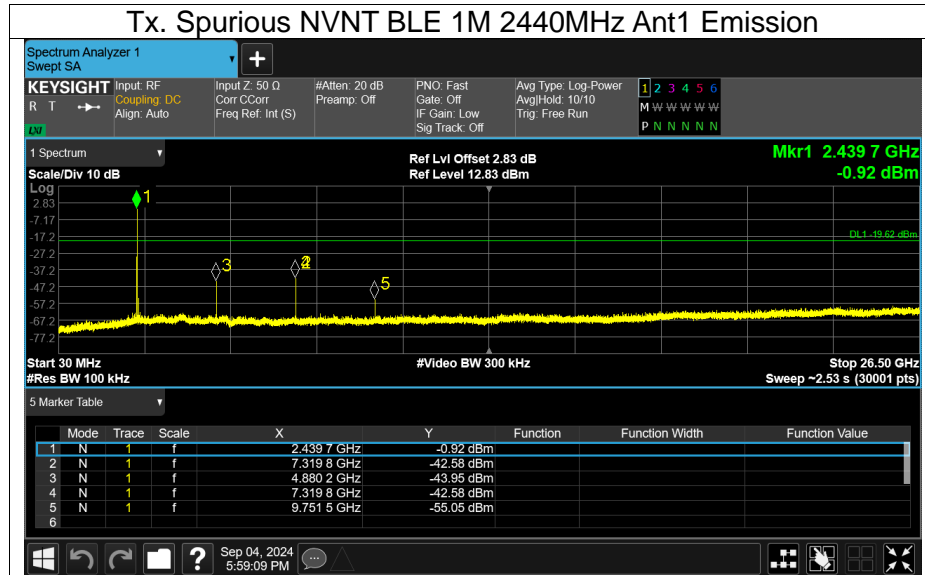 Tx. Spurious NVNT BLE 1M 2440MHz Ant1 Emission
Spectrum Analyzer 1
Swept SA
KEYSIGHT Input: RF Input Z: 50 Ω #Atten: 20 dB PNO: Fast Avg Type: Log-Power 1 2 3 4 5 6
R T Coupling: DC Corr CCorr Preamp: Off Gate: Off Avg|Hold: 10/10 M W W W W W
Align: Auto Freq Ref: Int (S) IF Gain: Low Trig: Free Run
LXI Sig Track: Off P N N N N N
1 Spectrum Ref Lvl Offset 2.83 dB Mkr1 2.439 7 GHz
Scale/Div 10 dB Ref Level 12.83 dBm -0.92 dBm
Log
1
2.83
-7.17
-17.2
DL1 -19.62 dBm
-27.2
3
-37.2
-47.2
5
-57.2
-67.2
-77.2
Start 30 MHz #Video BW 300 kHz Stop 26.50 GHz
#Res BW 100 kHz Sweep ~2.53 s (30001 pts)
5 Marker Table
Mode Trace Scale X Y Function Function Width Function Value
1 N 1 f 2.439 7 GHz -0.92 dBm
2 N 1 f 7.319 8 GHz -42.58 dBm
3 N 1 f 4.880 2 GHz -43.95 dBm
4 N 1 f 7.319 8 GHz -42.58 dBm
5 N 1 f 9.751 5 GHz -55.05 dBm
6
? Sep 04, 2024
5:59:09 PM